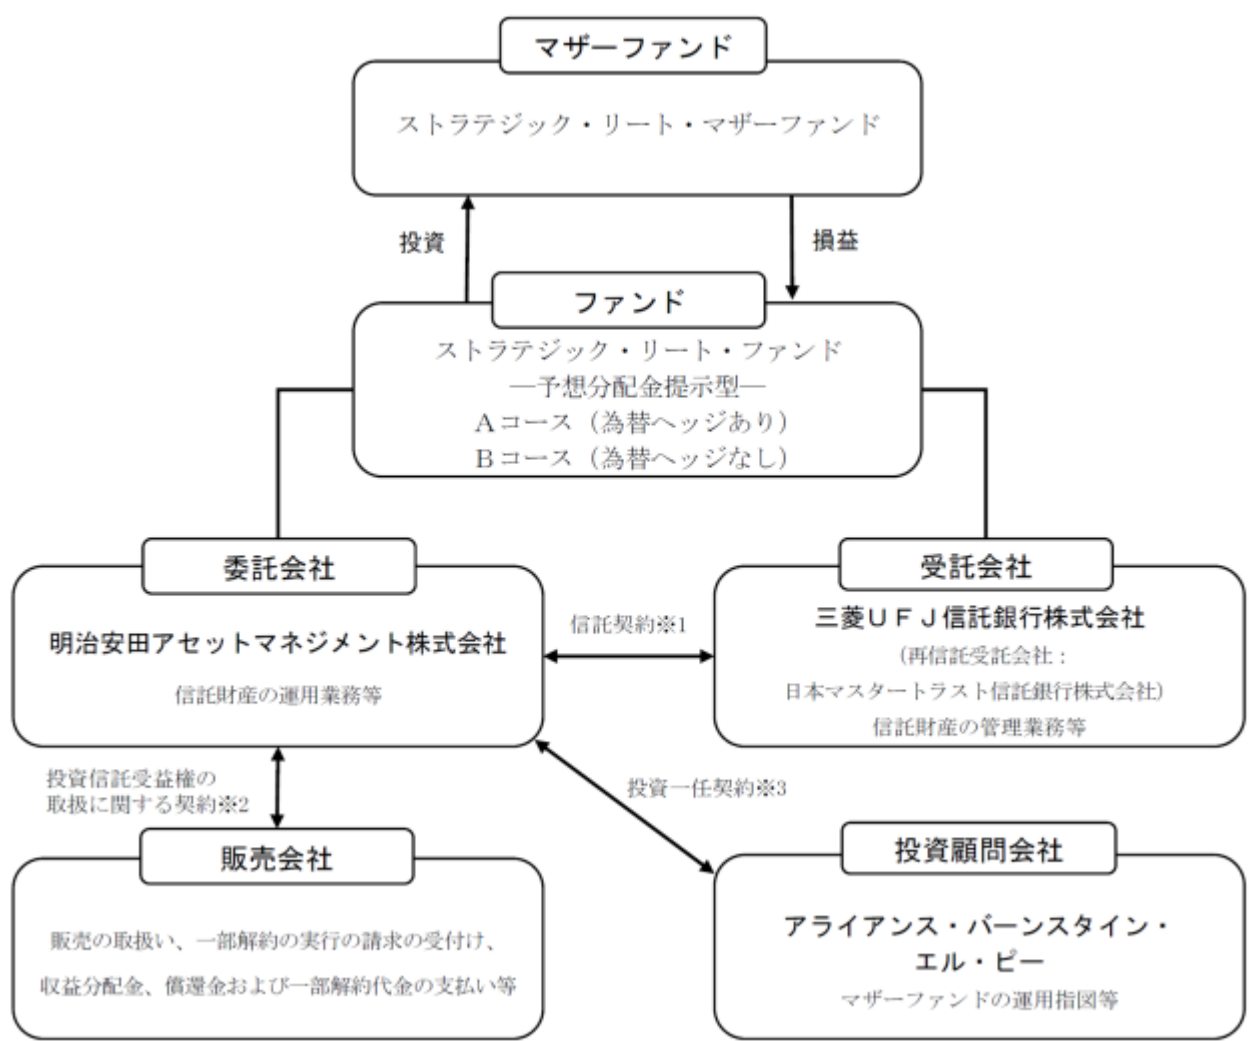 マザーファンド
ストラテジック・リート・マザーファンド
投資
損益
ファンド
ストラテジック・リート・ファンド
―予想分配金提示型―
Aコース（為替ヘッジあり）
Bコース（為替ヘッジなし）
委託会社
明治安田アセットマネジメント株式会社
信託財産の運用業務等
信託契約※1
受託会社
三菱UFJ信託銀行株式会社
（再信託受託会社：
日本マスタートラスト信託銀行株式会社）
信託財産の管理業務等
投資信託受益権の
取扱に関する契約※2
投資一任契約※3
販売会社
販売の取扱い、一部解約の実行の請求の受付け、
収益分配金、償還金および一部解約代金の支払い等
投資顧問会社
アライアンス・バーンスタイン・
エル・ピー
マザーファンドの運用指図等